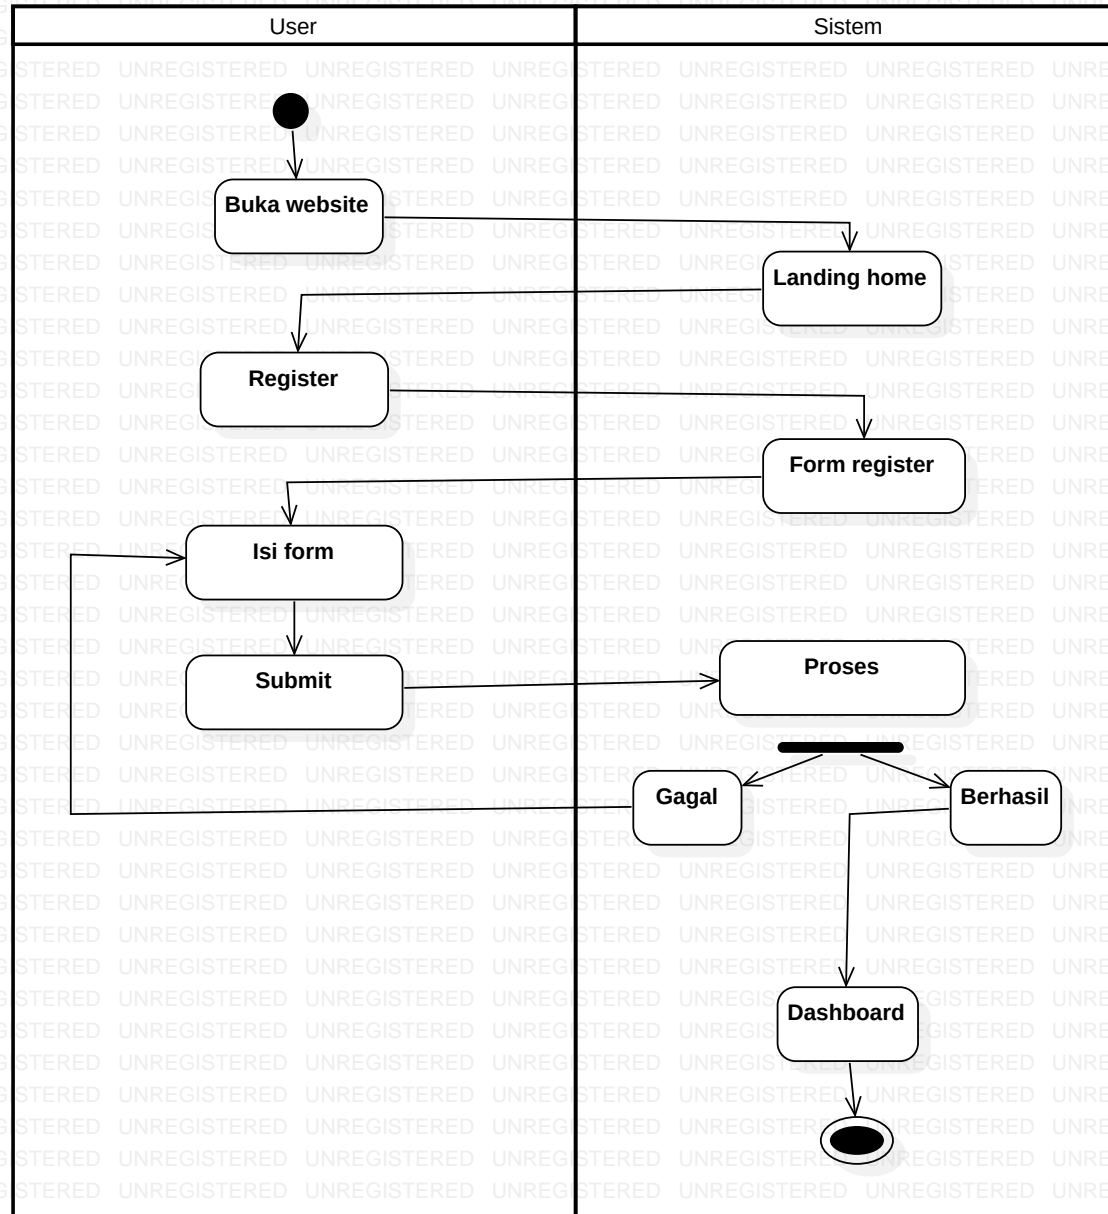 User
Sistem
Buka website
Landing home
Register
Form register
Isi form
Submit
Proses
Gagal
Berhasil
Dashboard
UNREGISTERED